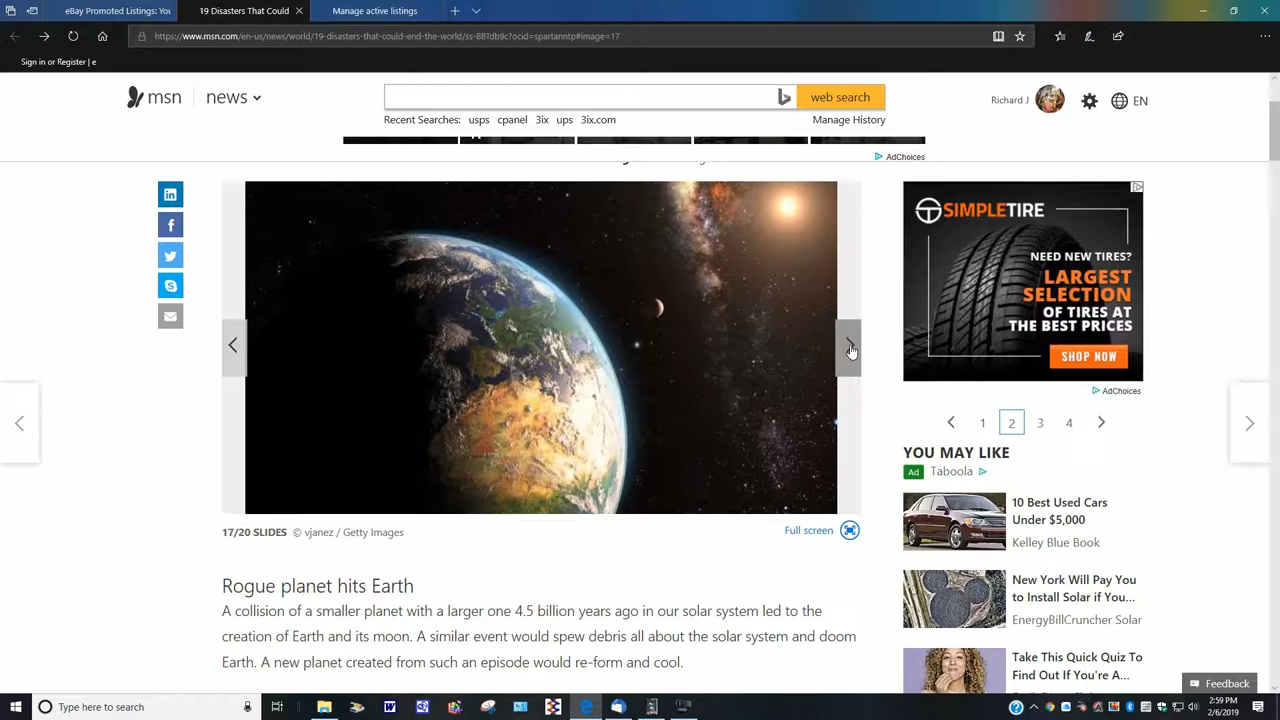 eBay Promoted Listings You
19 Disasters That Could
Manage active listings
https://www.msn.com/en-us/news/world/19-disasters-that-could-end-the-world/ss-BBTdb9c?ocid=spartanntp#image=17
Sign in or Register | e
msn
news
web search
Richard J
EN
Recent Searches: usps cpanel 3ix ups 3ix.com
Manage History
AdChoices
SIMPLETIRE
NEED NEW TIRES?
LARGEST
SELECTION
OF TIRES AT
THE BEST PRICES
SHOP NOW
AdChoices
1 2 3 4
YOU MAY LIKE
Ad Taboola
10 Best Used Cars
Under $5,000
Kelley Blue Book
New York Will Pay You
to Install Solar if You...
EnergyBillCruncher Solar
Take This Quick Quiz To
Find Out If You're A...
17/20 SLIDES © vjanez / Getty Images
Full screen
Rogue planet hits Earth
A collision of a smaller planet with a larger one 4.5 billion years ago in our solar system led to the
creation of Earth and its moon. A similar event would spew debris all about the solar system and doom
Earth. A new planet created from such an episode would re-form and cool.
Feedback
Type here to search
2:59 PM
2/6/2019